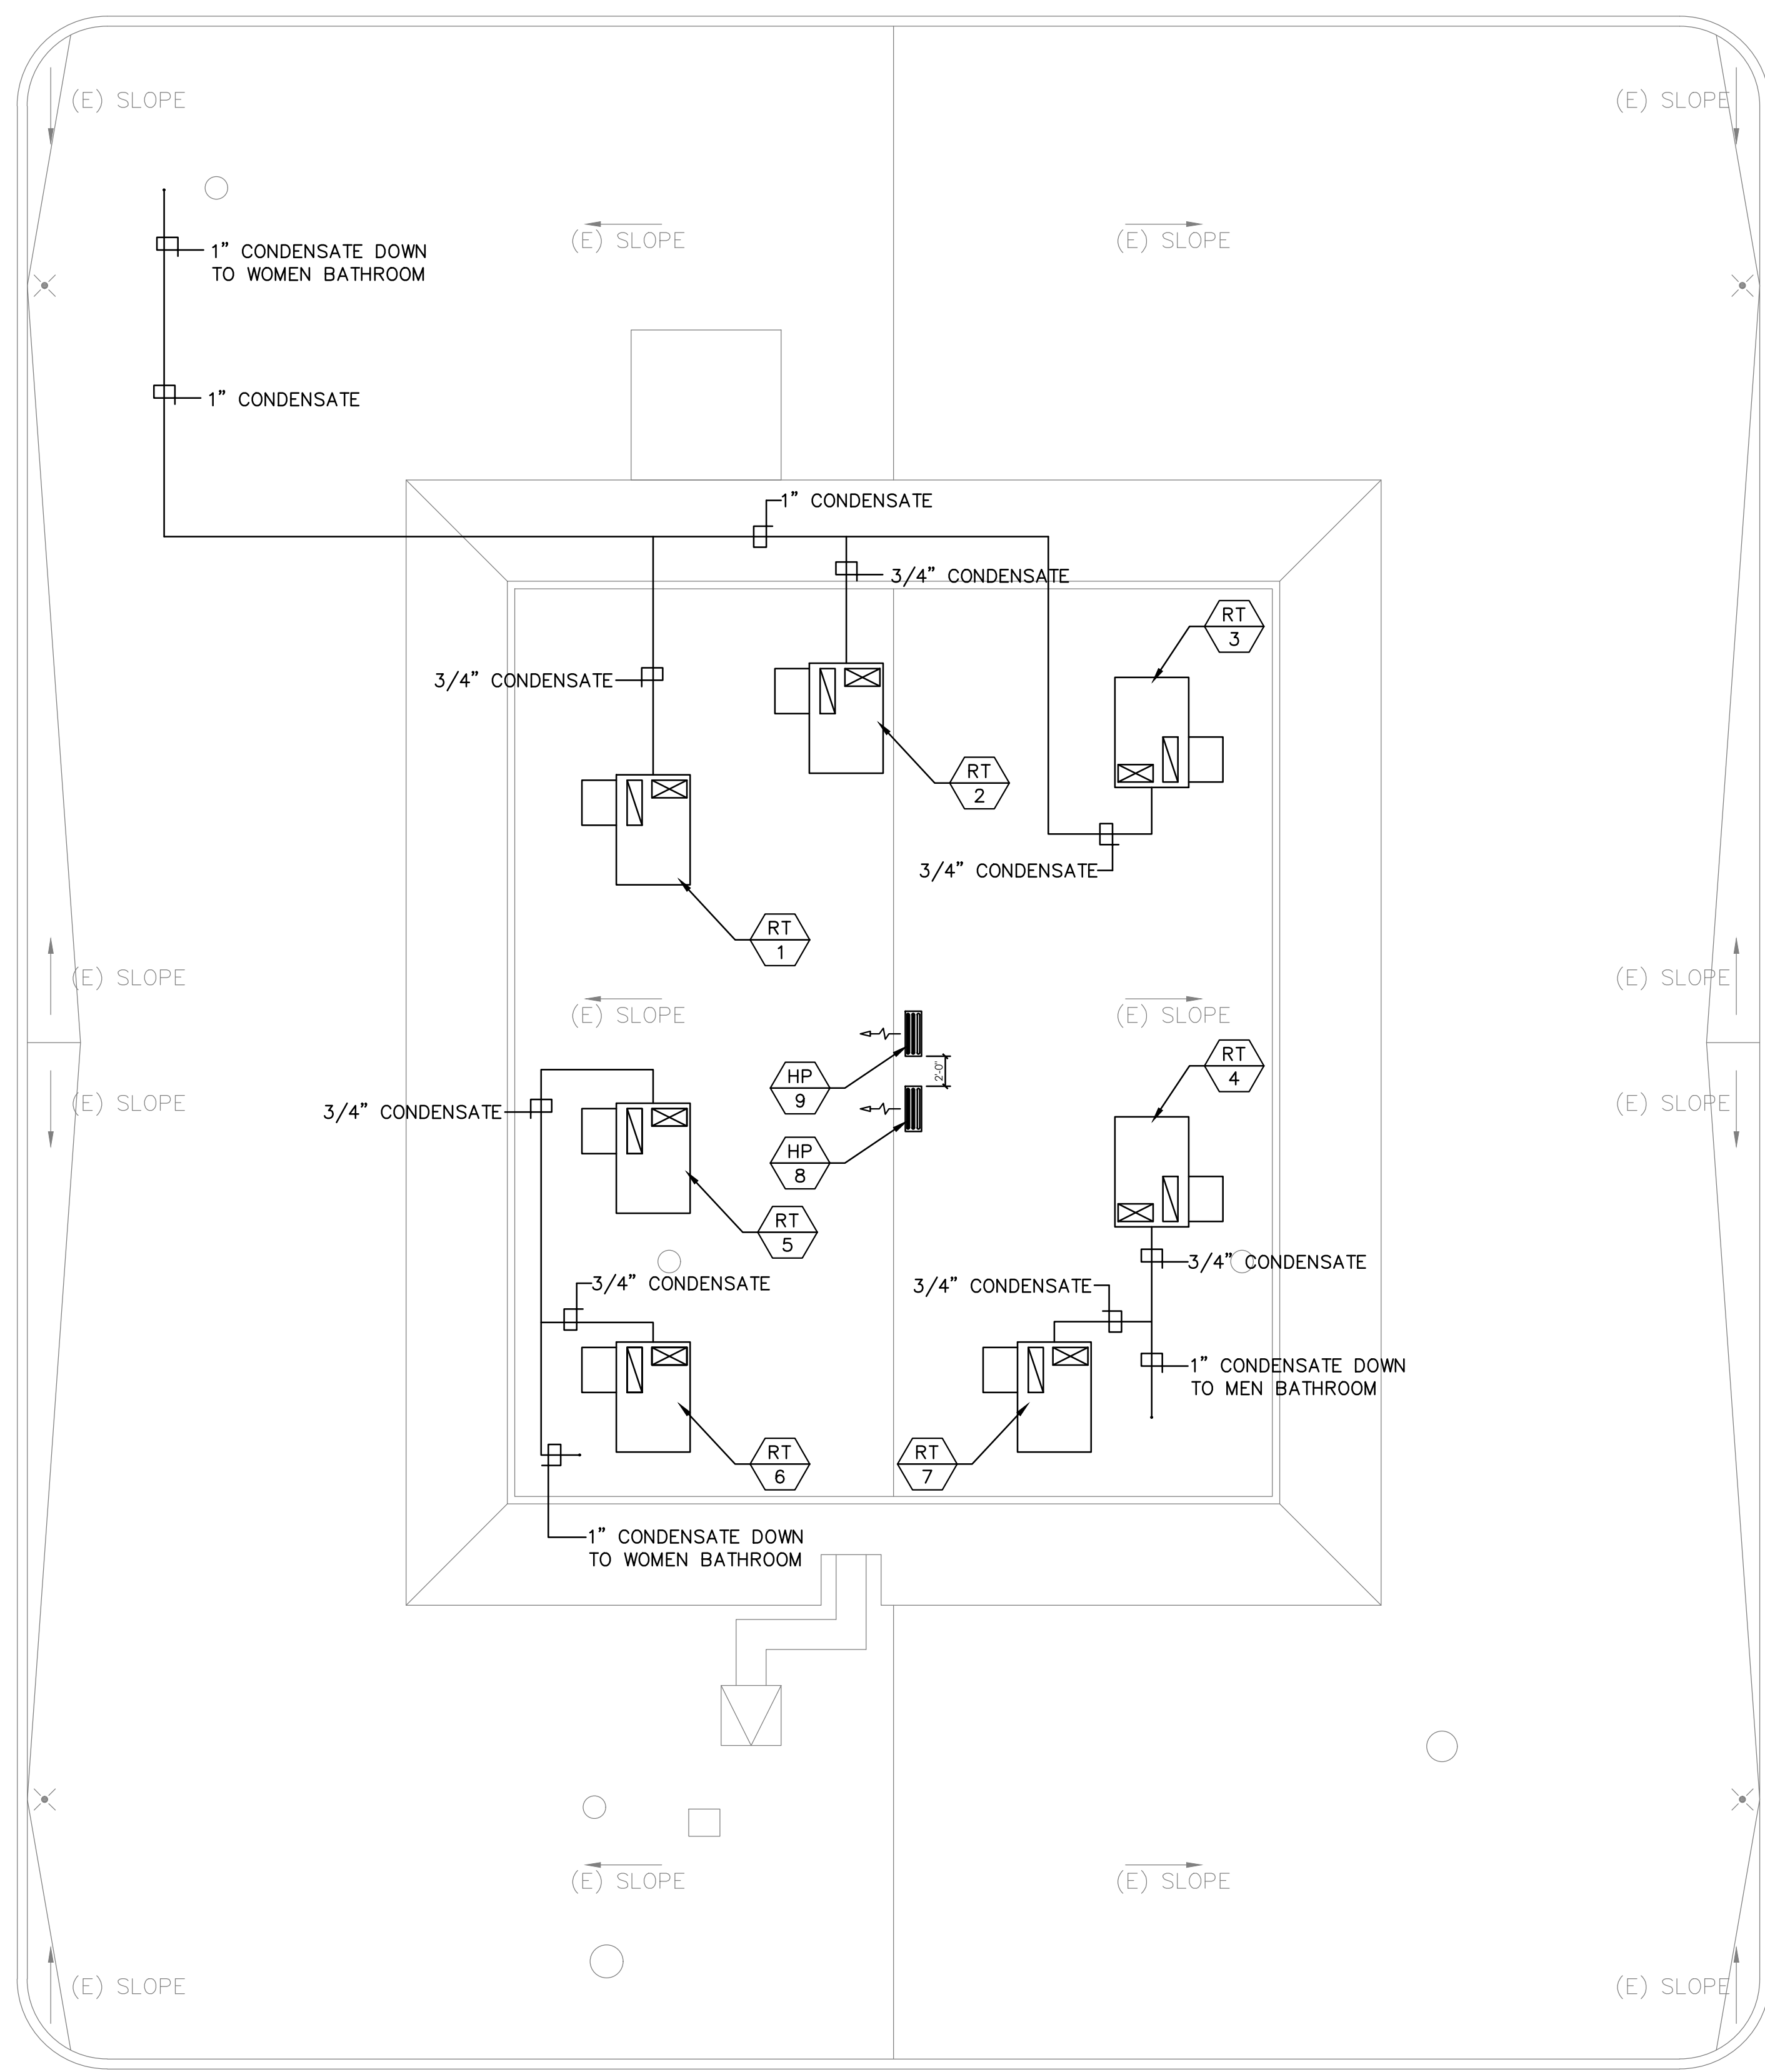 (E) SLOPE
(E) SLOPE
(E) SLOPE
(E) SLOPE
1" CONDENSATE DOWN
TO WOMEN BATHROOM
1" CONDENSATE
1" CONDENSATE
3/4" CONDENSATE
RT
3
3/4" CONDENSATE
RT
2
3/4" CONDENSATE
RT
1
(E) SLOPE
(E) SLOPE
(E) SLOPE
(E) SLOPE
RT
4
HP
9
2'-0"
(E) SLOPE
3/4" CONDENSATE
(E) SLOPE
HP
8
RT
5
3/4" CONDENSATE
3/4" CONDENSATE
3/4" CONDENSATE
1" CONDENSATE DOWN
TO MEN BATHROOM
RT
6
RT
7
1" CONDENSATE DOWN
TO WOMEN BATHROOM
(E) SLOPE
(E) SLOPE
(E) SLOPE
(E) SLOPE